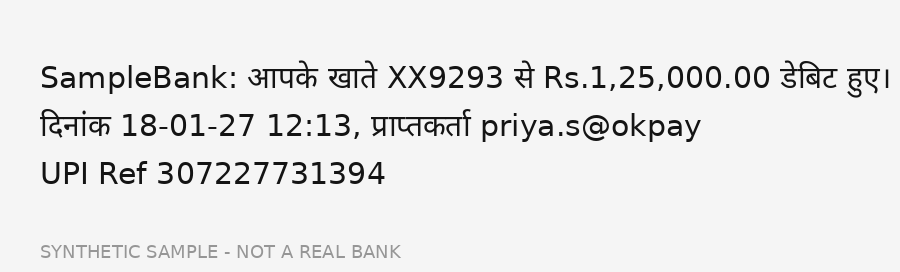 SampleBank: आपके खाते XX9293 से Rs.1,25,000.00 डेबिट हुए।
दिनांक 18-01-27 12:13, प्राप्तकर्ता priya.s@okpay
UPI Ref 307227731394
SYNTHETIC SAMPLE - NOT A REAL BANK